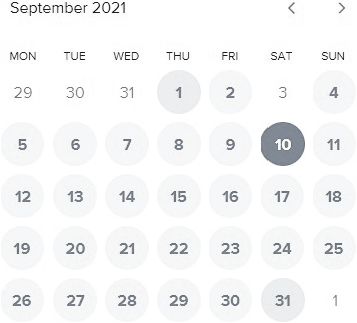 September 2021
MON TUE WED THU FRI SAT SUN
29 30 31 1 2 3 4
5 6 7 8 9 10 11
12 13 14 15 16 17 18
19 20 21 22 23 24 25
26 27 28 29 30 31 1